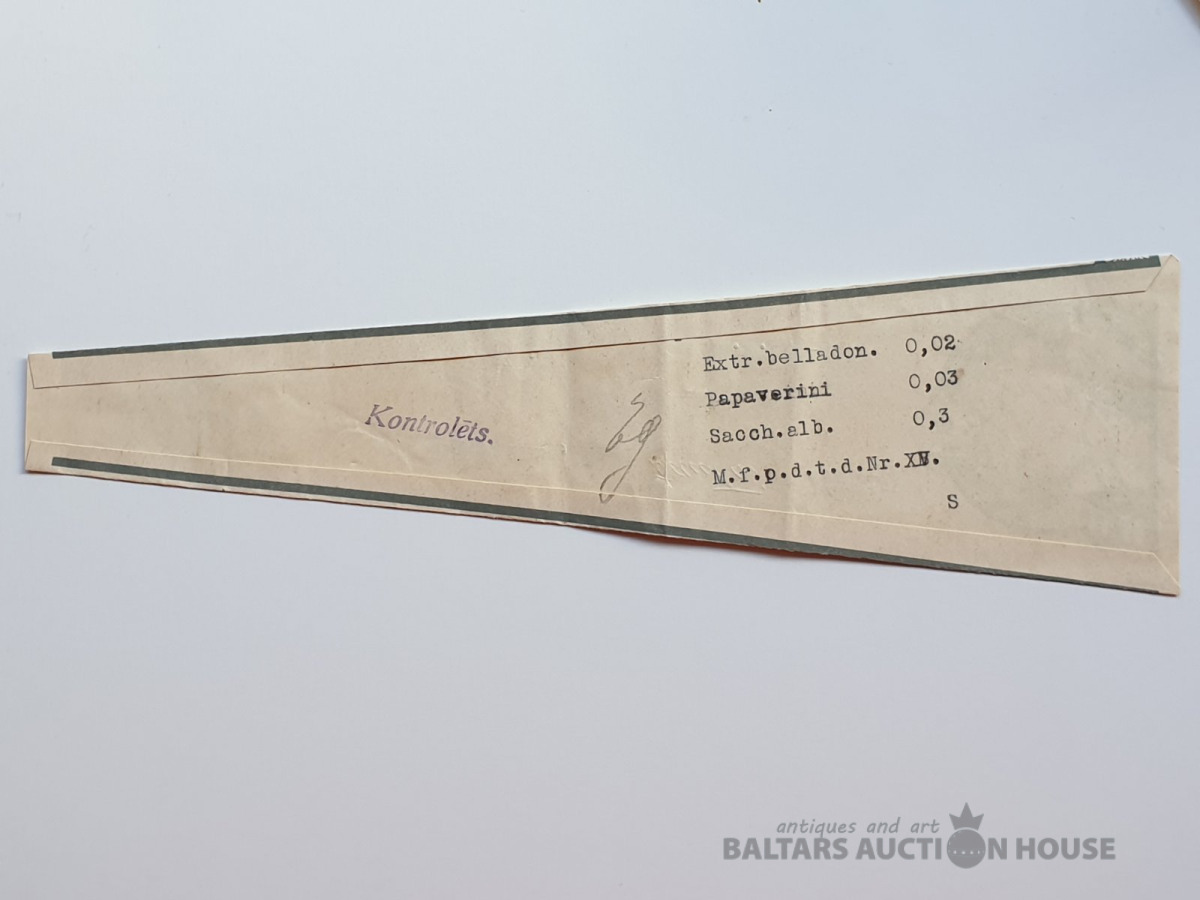 Extr.belladon. 0,02
Papaverini 0,03
Sacch.alb. 0,3
M.f.p.d.t.d.Nr.
S
Kontrolēts.
antiques and art
BALTARS AUCTION HOUSE